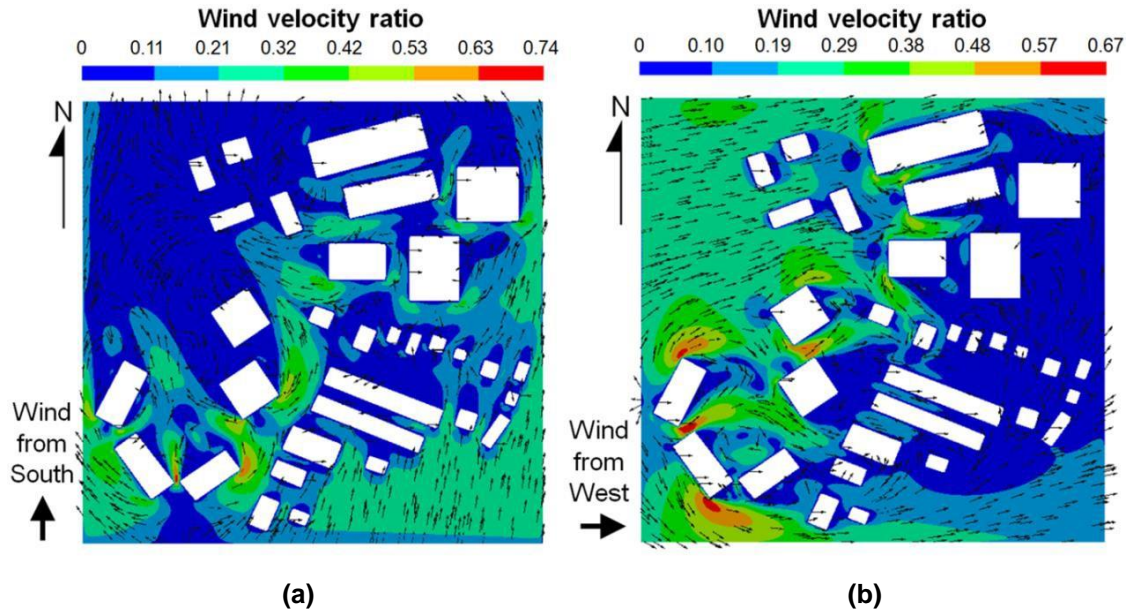 Wind velocity ratio
0 0.11 0.21 0.32 0.42 0.53 0.63 0.74
N
Wind
from
South
(a)
Wind velocity ratio
0 0.10 0.19 0.29 0.38 0.48 0.57 0.67
N
Wind
from
West
(b)